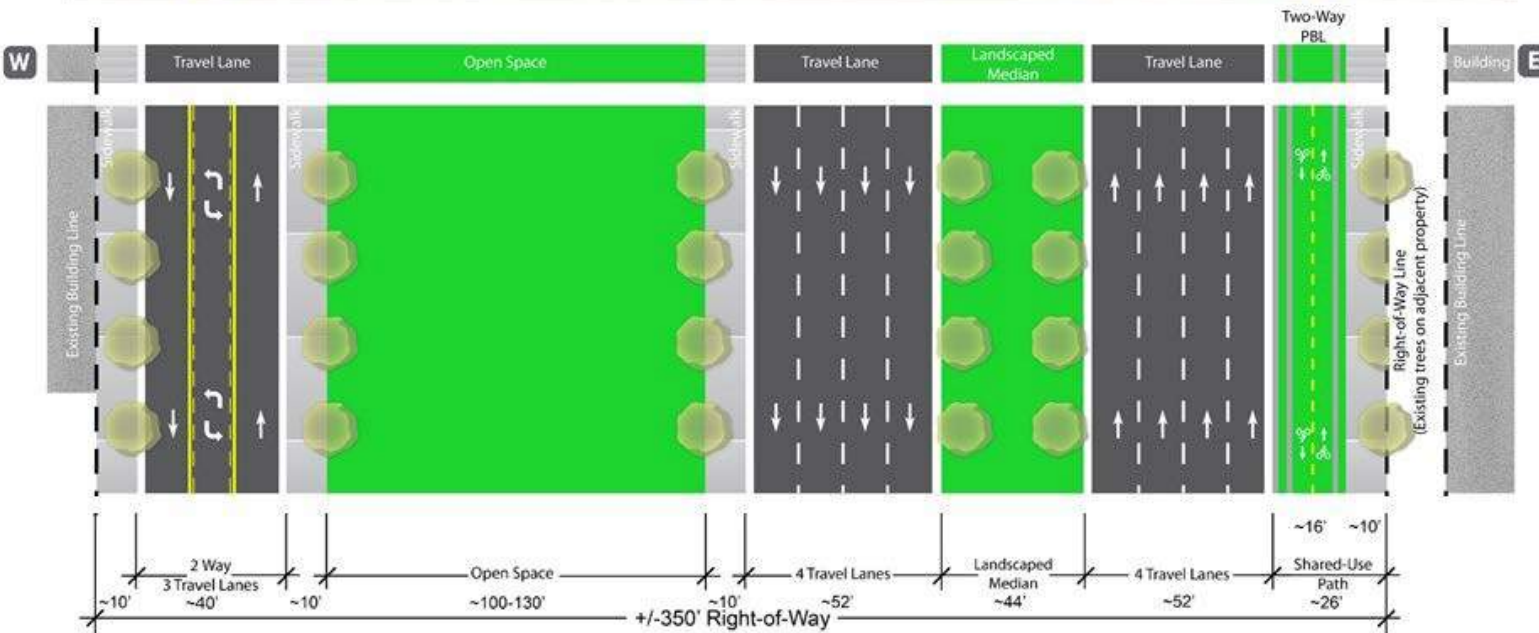 Two-Way
PBL
W
Travel Lane
Open Space
Travel Lane
Landscaped
Median
Travel Lane
Building
E
Sidewalk
Sidewalk
Sidewalk
Sidewalk
Existing Building Line
Right-of-Way Line
(Existing trees on adjacent property)
Existing Building Line
~16' ~10'
2 Way
3 Travel Lanes
Open Space
4 Travel Lanes
Landscaped
Median
4 Travel Lanes
Shared-Use
Path
~10' ~40' ~10' ~100-130' ~10' ~52' ~44' ~52' ~26'
+/-350' Right-of-Way